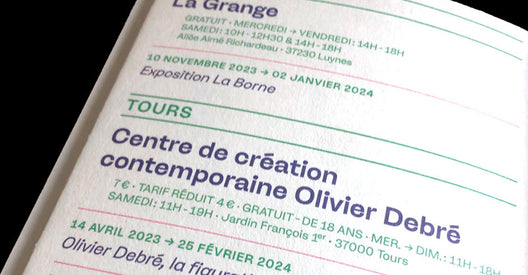 La Grange
GRATUIT · MERCREDI → VENDREDI : 14H - 18H
SAMEDI : 10H - 12H30 & 14H - 18H
Allée Aimé Richardeau · 37230 Luynes
10 NOVEMBRE 2023 → 02 JANVIER 2024
Exposition La Borne
TOURS
Centre de création
contemporaine Olivier Debré
7 € · TARIF RÉDUIT 4 € · GRATUIT - DE 18 ANS · MER. → DIM. : 11H - 18H
SAMEDI : 11H - 19H · Jardin François 1er · 37000 Tours
14 AVRIL 2023 → 25 FÉVRIER 2024
Olivier Debré, la